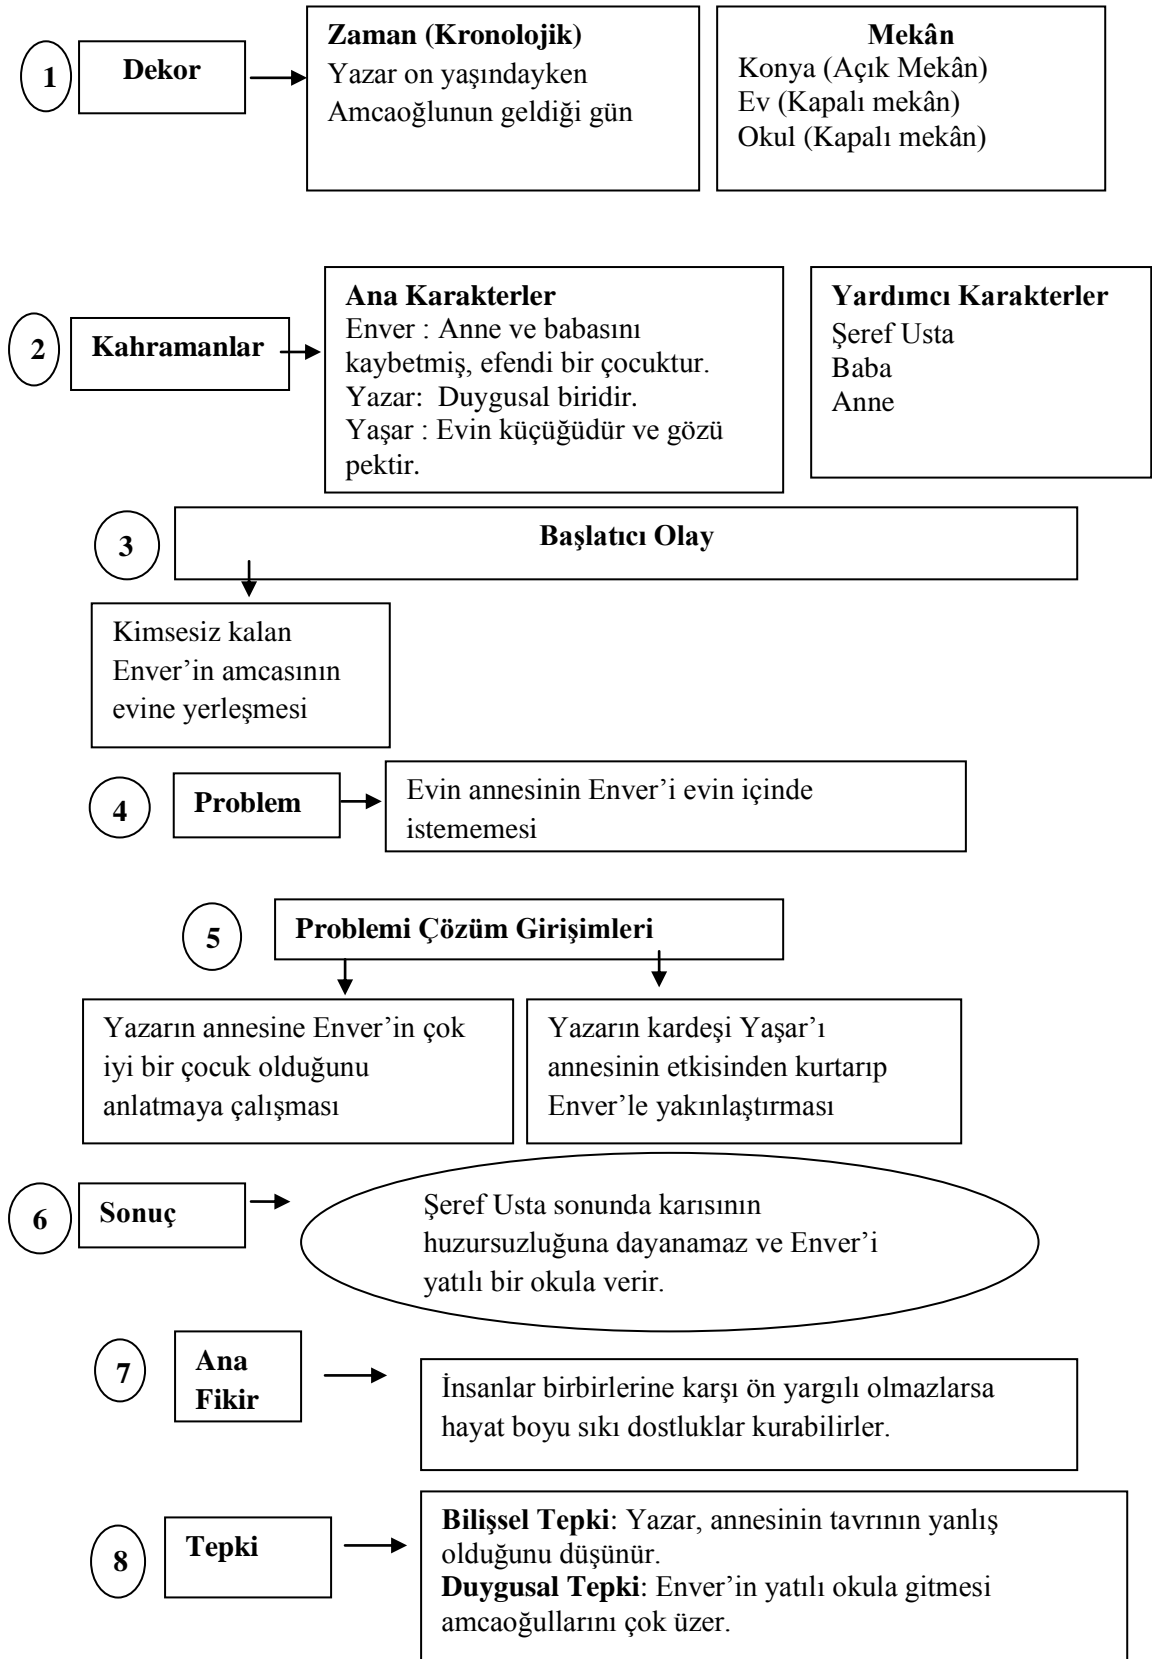 1
Dekor
Zaman (Kronolojik)
Yazar on yaşındayken
Amcaoğlunun geldiği gün
Mekân
Konya (Açık Mekân)
Ev (Kapalı mekân)
Okul (Kapalı mekân)
2
Kahramanlar
Ana Karakterler
Enver : Anne ve babasını
kaybetmiş, efendi bir çocuktur.
Yazar: Duygusal biridir.
Yaşar : Evin küçüğüdür ve gözü
pektir.
Yardımcı Karakterler
Şeref Usta
Baba
Anne
3
Başlatıcı Olay
Kimsesiz kalan
Enver’in amcasının
evine yerleşmesi
4
Problem
Evin annesinin Enver’i evin içinde
istememesi
5
Problemi Çözüm Girişimleri
Yazarın annesine Enver’in çok
iyi bir çocuk olduğunu
anlatmaya çalışması
Yazarın kardeşi Yaşar’ı
annesinin etkisinden kurtarıp
Enver’le yakınlaştırması
6
Sonuç
Şeref Usta sonunda karısının
huzursuzluğuna dayanamaz ve Enver’i
yatılı bir okula verir.
7
Ana
Fikir
İnsanlar birbirlerine karşı ön yargılı olmazlarsa
hayat boyu sıkı dostluklar kurabilirler.
8
Tepki
Bilişsel Tepki: Yazar, annesinin tavrının yanlış
olduğunu düşünür.
Duygusal Tepki: Enver’in yatılı okula gitmesi
amcaoğullarını çok üzer.